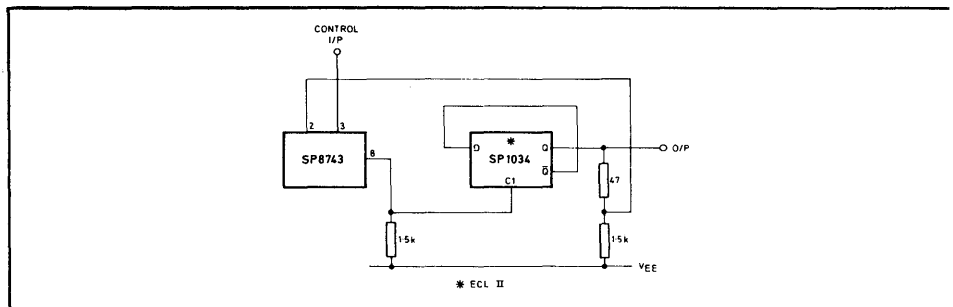 CONTROL
I/P
2 3
SP8743
8
D
*
SP1034
Q
Q̅
C1
O/P
47
1·5k
1·5k
VEE
* ECL II